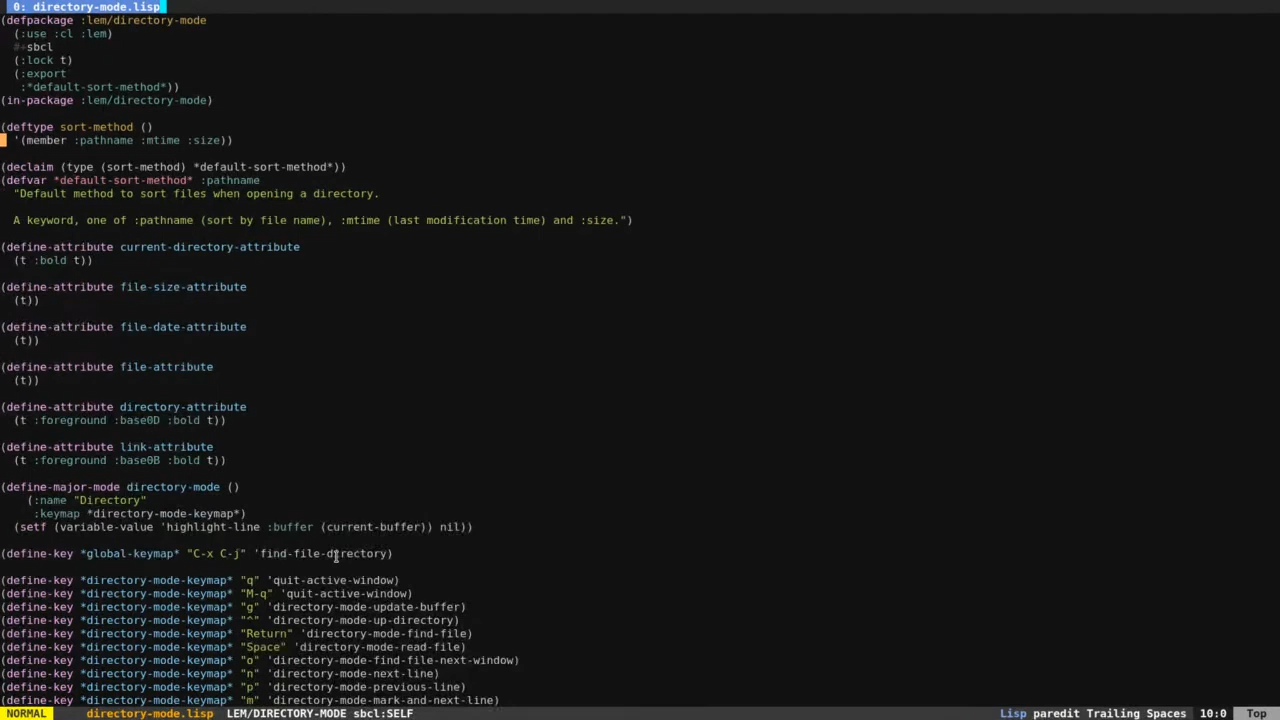 0: directory-mode.lisp
(defpackage :lem/directory-mode
  (:use :cl :lem)
  #+sbcl
  (:lock t)
  (:export
   :*default-sort-method*))
(in-package :lem/directory-mode)
(deftype sort-method ()
  '(member :pathname :mtime :size))
(declaim (type (sort-method) *default-sort-method*))
(defvar *default-sort-method* :pathname
  "Default method to sort files when opening a directory.
  A keyword, one of :pathname (sort by file name), :mtime (last modification time) and :size.")
(define-attribute current-directory-attribute
  (t :bold t))
(define-attribute file-size-attribute
  (t))
(define-attribute file-date-attribute
  (t))
(define-attribute file-attribute
  (t))
(define-attribute directory-attribute
  (t :foreground :base0D :bold t))
(define-attribute link-attribute
  (t :foreground :base0B :bold t))
(define-major-mode directory-mode ()
    (:name "Directory"
     :keymap *directory-mode-keymap*)
  (setf (variable-value 'highlight-line :buffer (current-buffer)) nil))
(define-key *global-keymap* "C-x C-j" 'find-file-directory)
(define-key *directory-mode-keymap* "q" 'quit-active-window)
(define-key *directory-mode-keymap* "M-q" 'quit-active-window)
(define-key *directory-mode-keymap* "g" 'directory-mode-update-buffer)
(define-key *directory-mode-keymap* "^" 'directory-mode-up-directory)
(define-key *directory-mode-keymap* "Return" 'directory-mode-find-file)
(define-key *directory-mode-keymap* "Space" 'directory-mode-read-file)
(define-key *directory-mode-keymap* "o" 'directory-mode-find-file-next-window)
(define-key *directory-mode-keymap* "n" 'directory-mode-next-line)
(define-key *directory-mode-keymap* "p" 'directory-mode-previous-line)
(define-key *directory-mode-keymap* "m" 'directory-mode-mark-and-next-line)
NORMAL directory-mode.lisp LEM/DIRECTORY-MODE sbcl:SELF Lisp paredit Trailing Spaces 10:0 Top